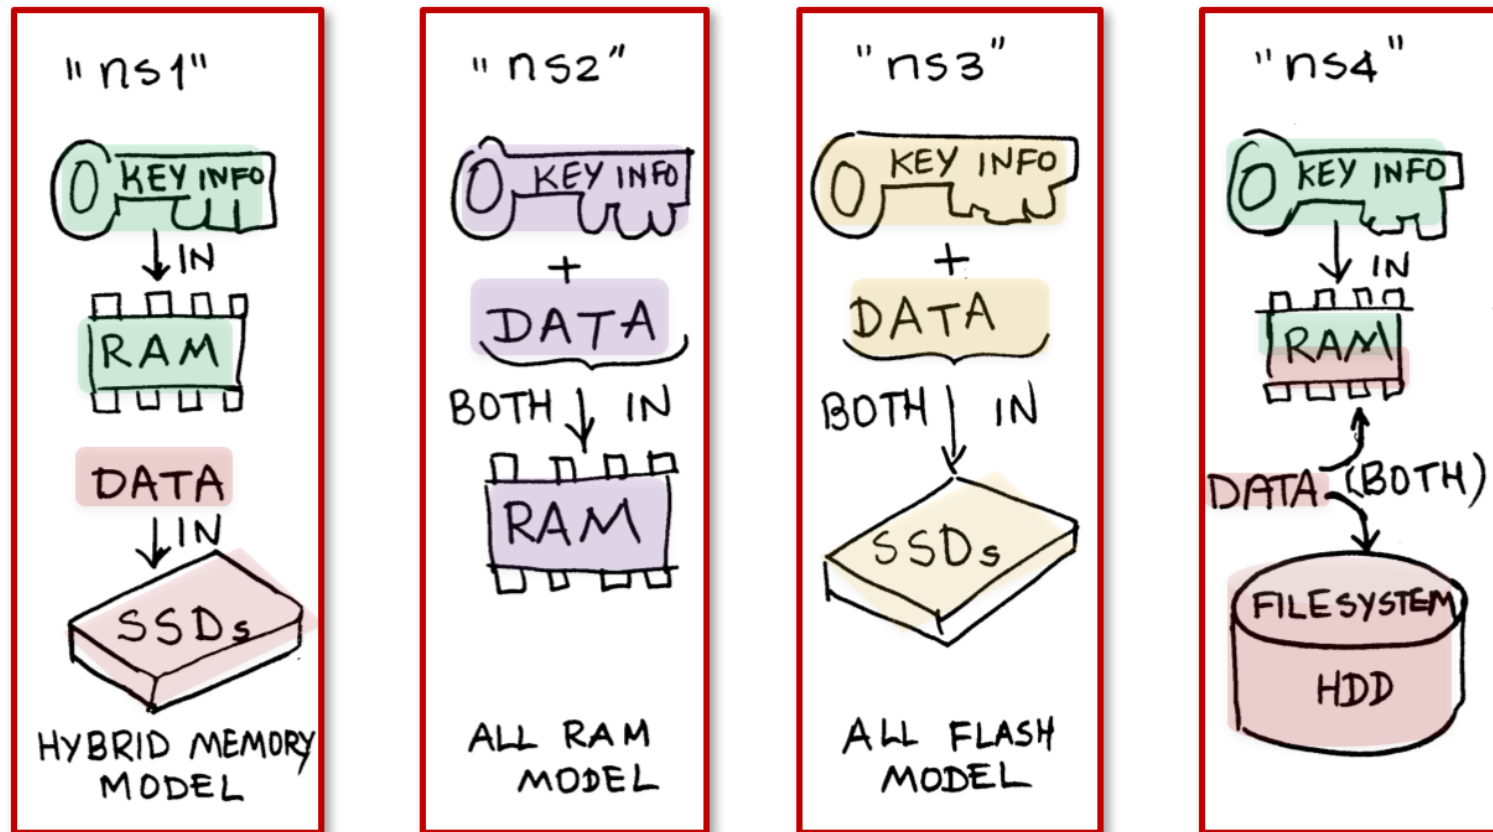 "ns1"
KEY INFO
IN
RAM
DATA
IN
SSDs
HYBRID MEMORY
MODEL
"ns2"
KEY INFO
+
DATA
BOTH IN
RAM
ALL RAM
MODEL
"ns3"
KEY INFO
+
DATA
BOTH IN
SSDs
ALL FLASH
MODEL
"ns4"
KEY INFO
IN
RAM
DATA (BOTH)
FILESYSTEM
HDD